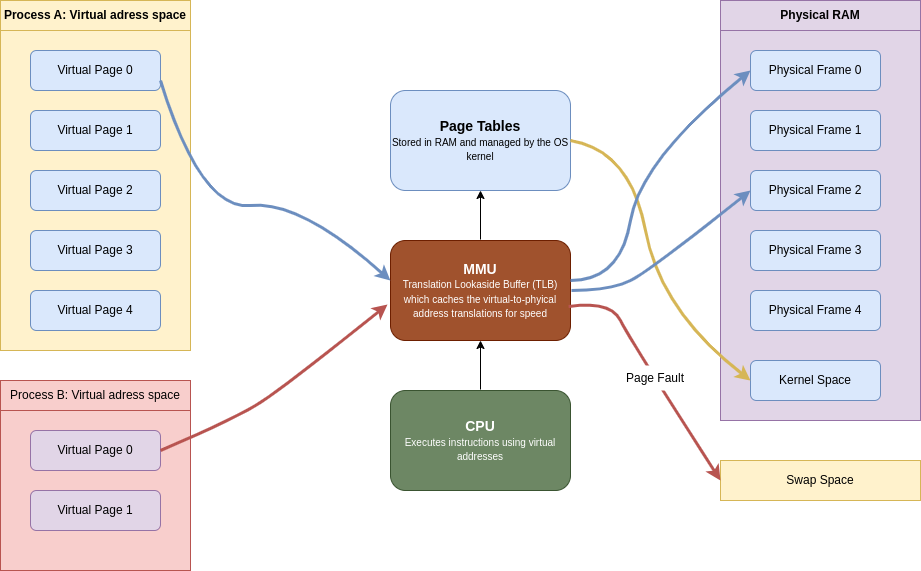 Process A: Virtual adress space
Virtual Page 0
Virtual Page 1
Virtual Page 2
Virtual Page 3
Virtual Page 4
Process B: Virtual adress space
Virtual Page 0
Virtual Page 1
Page Tables
Stored in RAM and managed by the OS
kernel
MMU
Translation Lookaside Buffer (TLB)
which caches the virtual-to-phyical
address translations for speed
CPU
Executes instructions using virtual
addresses
Page Fault
Physical RAM
Physical Frame 0
Physical Frame 1
Physical Frame 2
Physical Frame 3
Physical Frame 4
Kernel Space
Swap Space